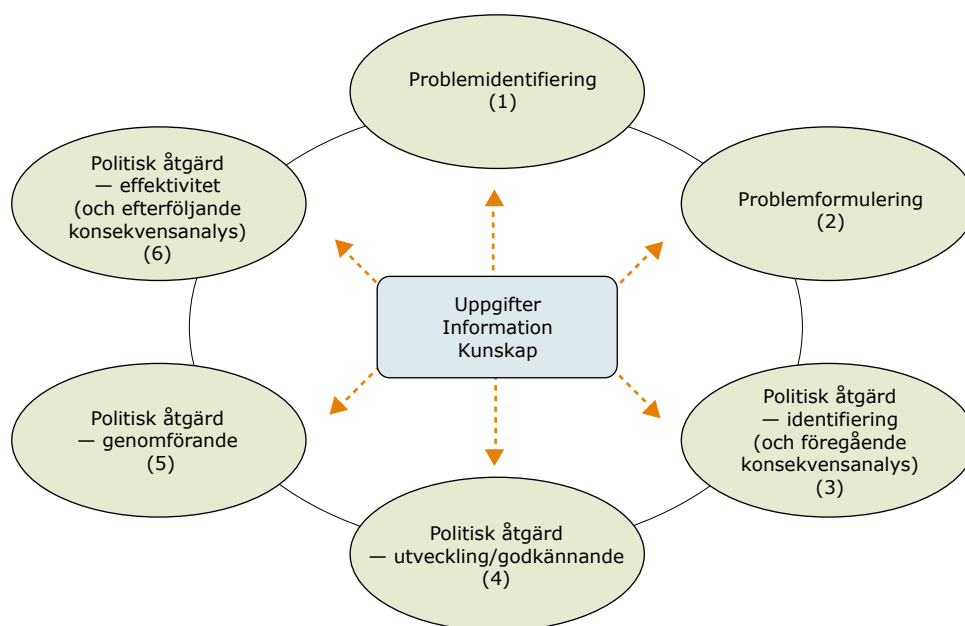 Problemidentifiering
(1)
Problemformulering
(2)
Politisk åtgärd
— identifiering
(och föregående
konsekvensanalys)
(3)
Politisk åtgärd
— utveckling/godkännande
(4)
Politisk åtgärd
— genomförande
(5)
Politisk åtgärd
— effektivitet
(och efterföljande
konsekvensanalys)
(6)
Uppgifter
Information
Kunskap